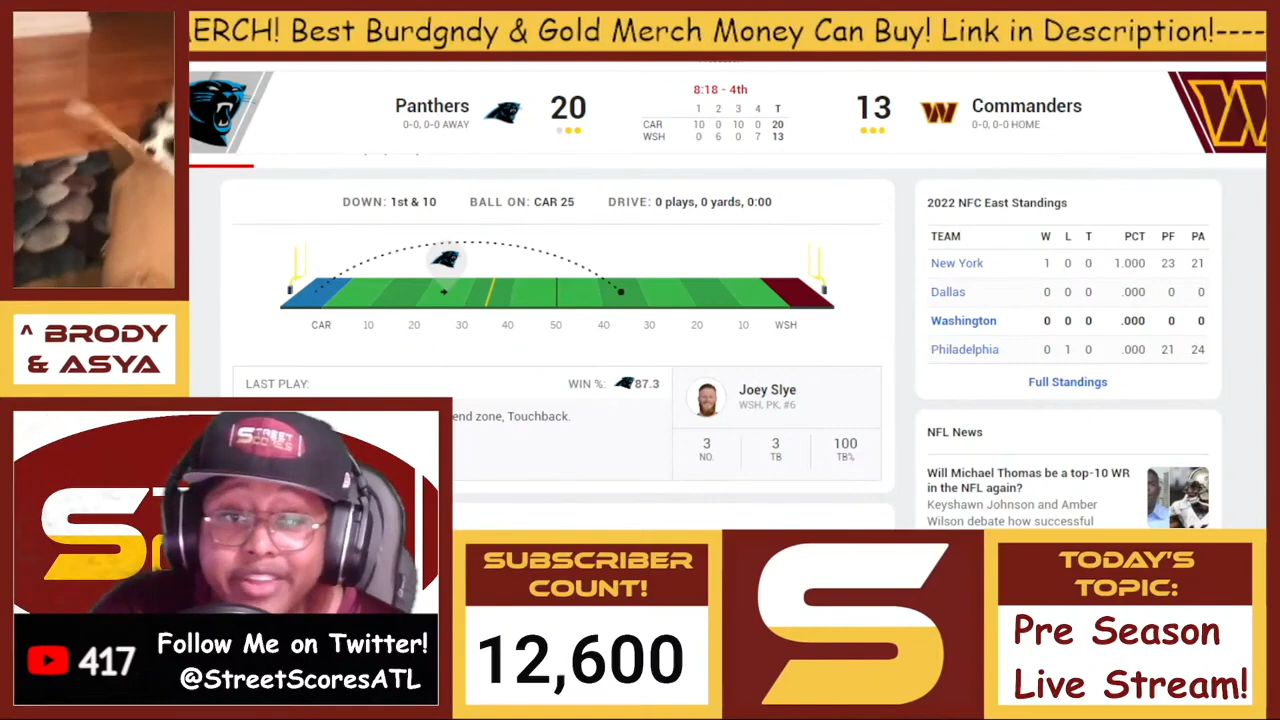 MERCH! Best Burdgndy & Gold Merch Money Can Buy! Link in Description!----
Panthers
0-0, 0-0 AWAY
20
8:18 - 4th
1 2 3 4 T
CAR 10 0 10 0 20
WSH 0 6 0 7 13
13
Commanders
0-0, 0-0 HOME
DOWN: 1st & 10 BALL ON: CAR 25 DRIVE: 0 plays, 0 yards, 0:00
CAR 10 20 30 40 50 40 30 20 10 WSH
LAST PLAY:
WIN %: 87.3
end zone, Touchback.
Joey Slye
WSH, PK, #6
3 3 100
NO. TB TB%
2022 NFC East Standings
TEAM W L T PCT PF PA
New York 1 0 0 1.000 23 21
Dallas 0 0 0 .000 0 0
Washington 0 0 0 .000 0 0
Philadelphia 0 1 0 .000 21 24
Full Standings
NFL News
Will Michael Thomas be a top-10 WR
in the NFL again?
Keyshawn Johnson and Amber
Wilson debate how successful
^ BRODY
& ASYA
STREET
SCORES
417
Follow Me on Twitter!
@StreetScoresATL
SUBSCRIBER
COUNT!
12,600
S
TODAY'S
TOPIC:
Pre Season
Live Stream!